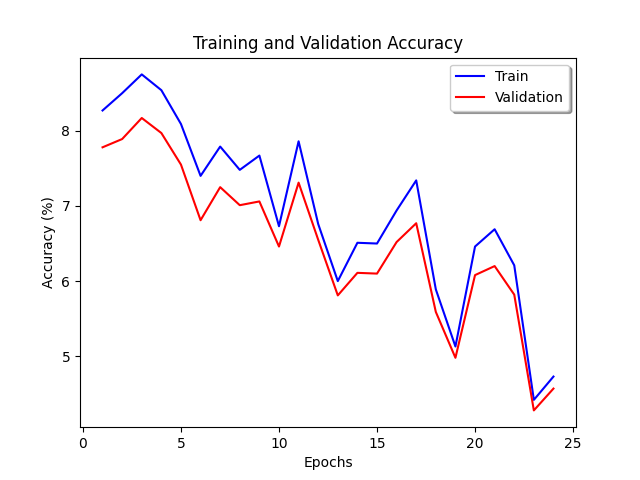 Training and Validation Accuracy
Train
Validation
8
7
6
5
Accuracy (%)
0 5 10 15 20 25
Epochs